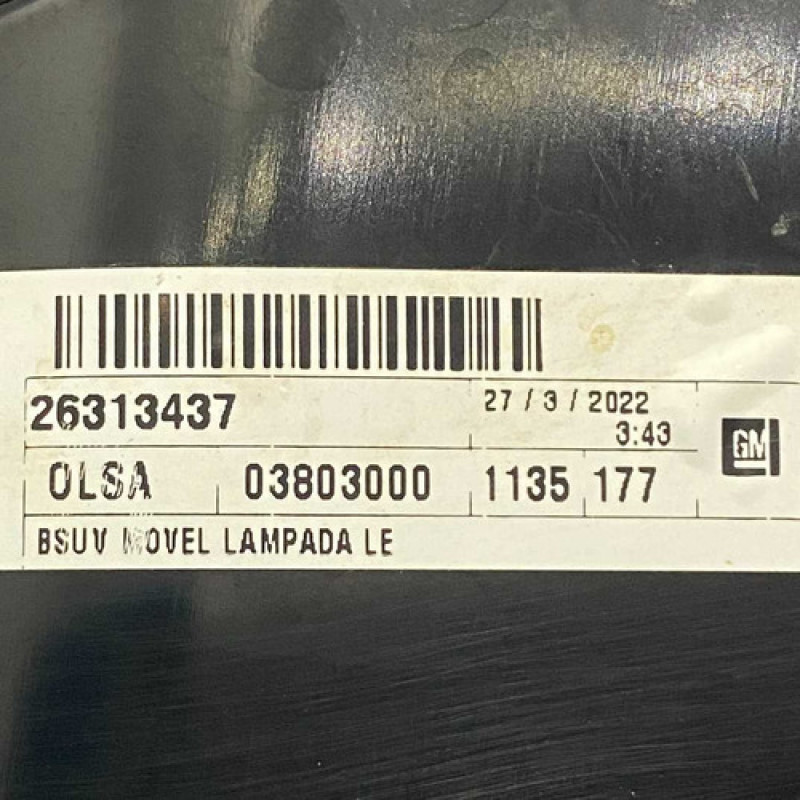 26313437 27 / 3 / 2022
3:43
GM
OLSA 03803000 1135 177
BSUV MOVEL LAMPADA LE